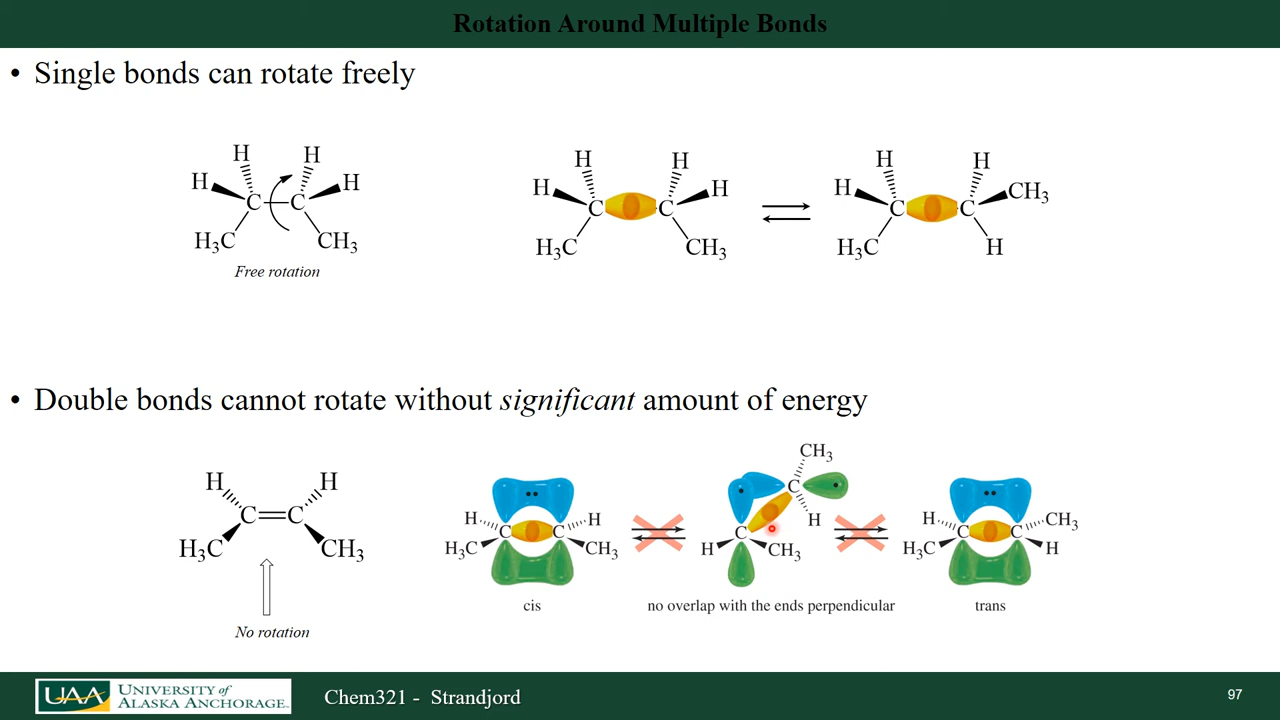 Rotation Around Multiple Bonds
• Single bonds can rotate freely
H H
H H
C C
H₃C CH₃
Free rotation
H H
H H
C C
H₃C CH₃
H H
H CH₃
C C
H₃C H
• Double bonds cannot rotate without significant amount of energy
H H
C C
H₃C CH₃
No rotation
H H
C C
H₃C CH₃
cis
CH₃
C
H
C
H CH₃
no overlap with the ends perpendicular
H CH₃
C C
H₃C H
trans
UAA UNIVERSITY of
ALASKA ANCHORAGE
Chem321 - Strandjord
97